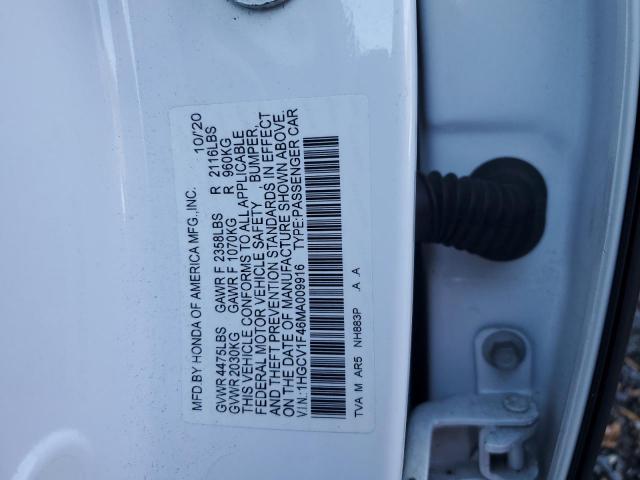 MFD BY HONDA OF AMERICA MFG.,INC. 10/20
GVWR 4475LBS GAWR F 2358LBS R 2116LBS
GVWR 2030KG GAWR F 1070KG R 960KG
THIS VEHICLE CONFORMS TO ALL APPLICABLE
FEDERAL MOTOR VEHICLE SAFETY , BUMPER,
AND THEFT PREVENTION STANDARDS IN EFFECT
ON THE DATE OF MANUFACTURE SHOWN ABOVE.
V.I.N.:1HGCV1F46MA009916 TYPE:PASSENGER CAR
TVA M AR5 NH883P .A .A